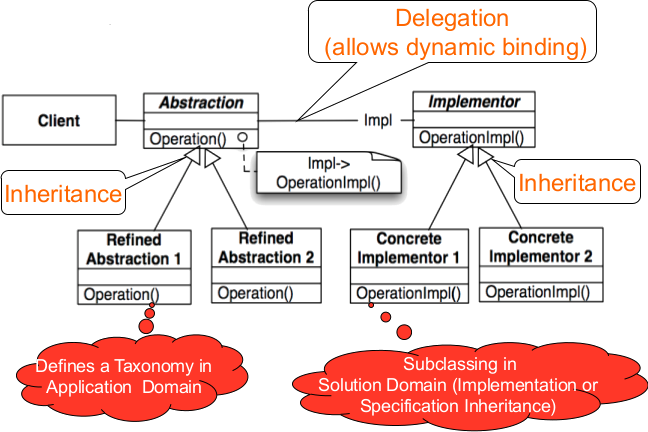 Delegation
(allows dynamic binding)
Client
Abstraction
Operation()
Impl
Implementor
OperationImpl()
Impl->
OperationImpl()
Inheritance
Inheritance
Refined
Abstraction 1
Operation()
Refined
Abstraction 2
Operation()
Concrete
Implementor 1
OperationImpl()
Concrete
Implementor 2
OperationImpl()
Defines a Taxonomy in
Application Domain
Subclassing in
Solution Domain (Implementation or
Specification Inheritance)